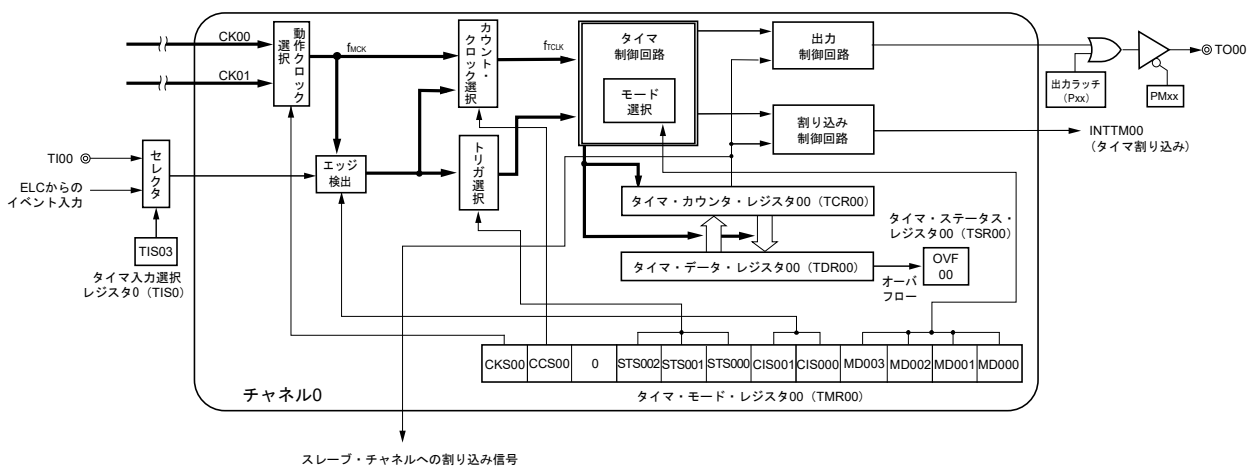 CK00
CK01
動作クロック
選択
fMCK
カウント・
クロック選択
fTCLK
タイマ
制御回路
モード
選択
出力
制御回路
出力ラッチ
(Pxx)
PMxx
TO00
割り込み
制御回路
INTTM00
(タイマ割り込み)
TI00
ELCからの
イベント入力
セレクタ
エッジ
検出
トリガ選択
TIS03
タイマ入力選択
レジスタ0(TIS0)
タイマ・カウンタ・レジスタ00(TCR00)
タイマ・データ・レジスタ00(TDR00)
タイマ・ステータス・
レジスタ00(TSR00)
オーバ
フロー
OVF
00
CKS00 CCS00 0 STS002 STS001 STS000 CIS001 CIS000 MD003 MD002 MD001 MD000
チャネル0
タイマ・モード・レジスタ00(TMR00)
スレーブ・チャネルへの割り込み信号